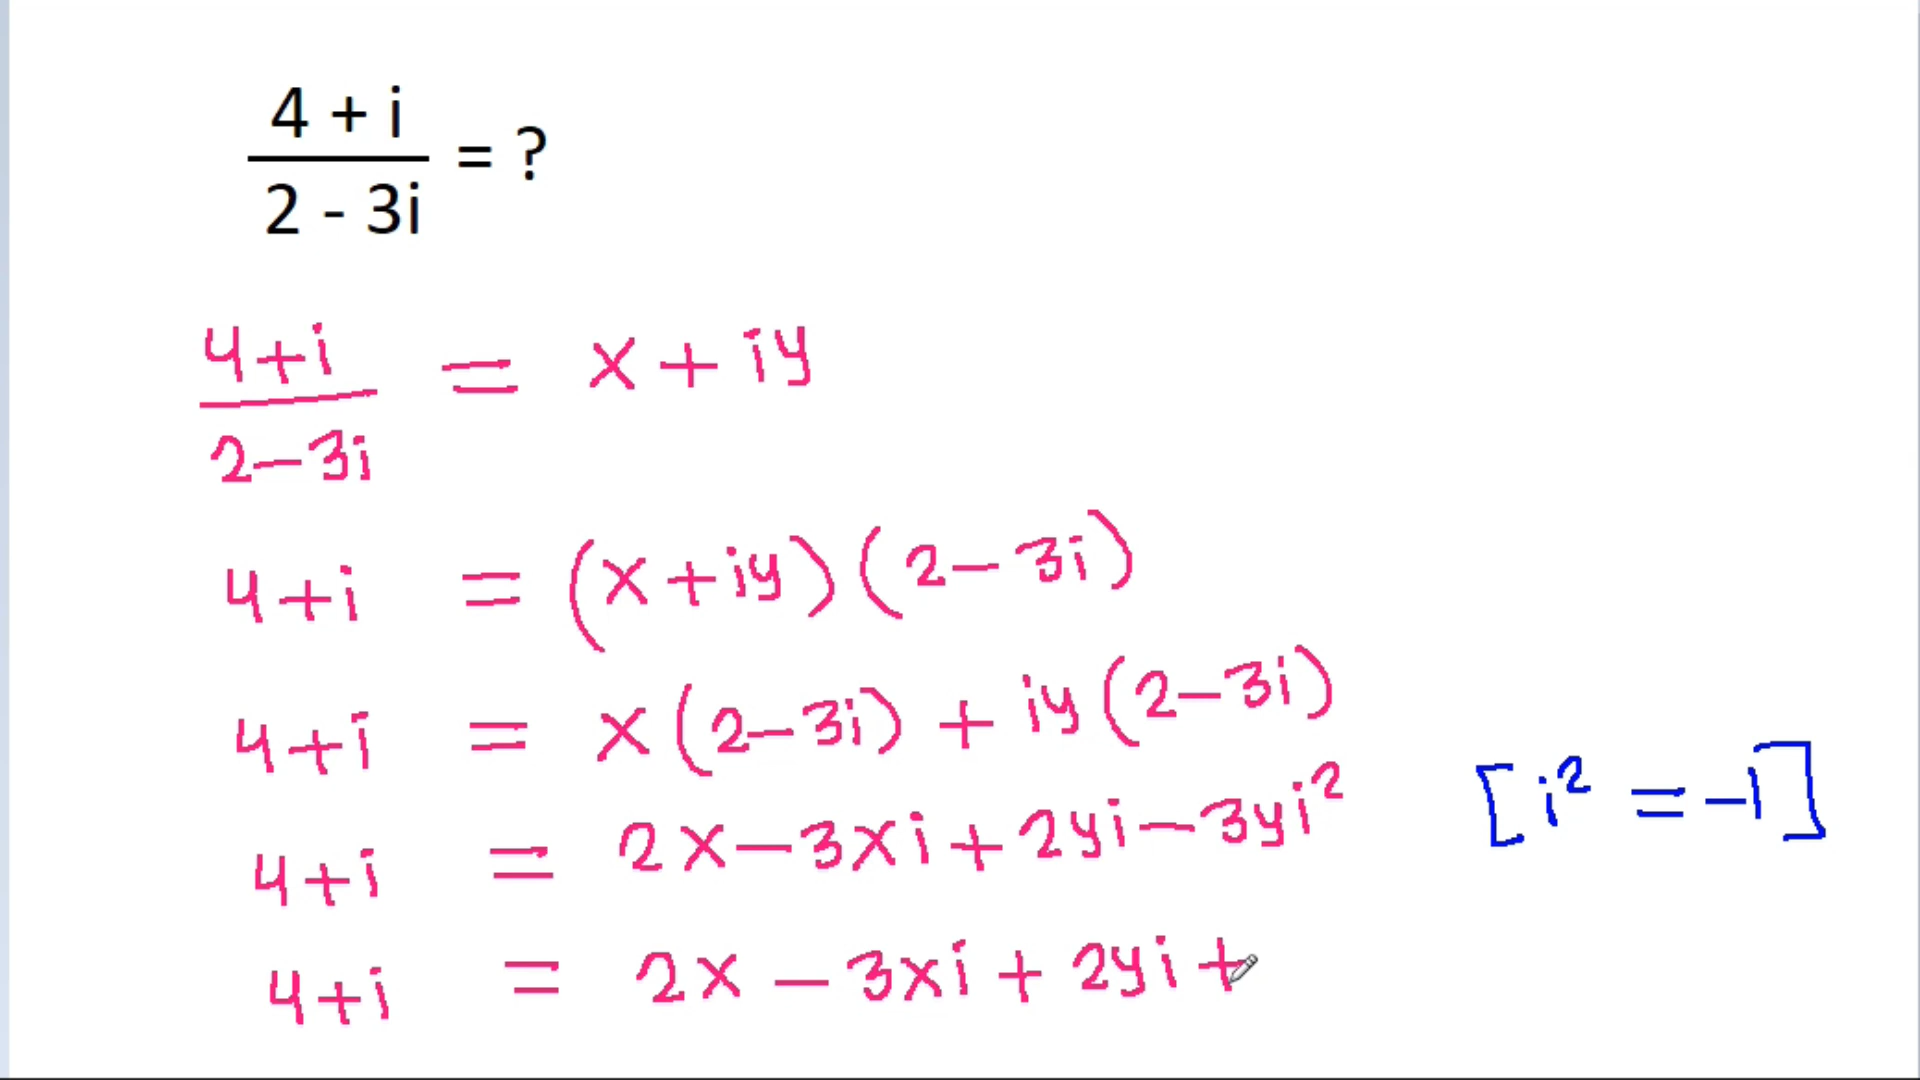 4 + i
2 - 3i
= ?
4+i
2-3i
= x + iy
4+i = (x+iy)(2-3i)
4+i = x(2-3i) + iy(2-3i)
4+i = 2x-3xi+2yi-3yi²
[i² = -1]
4+i = 2x - 3xi + 2yi +